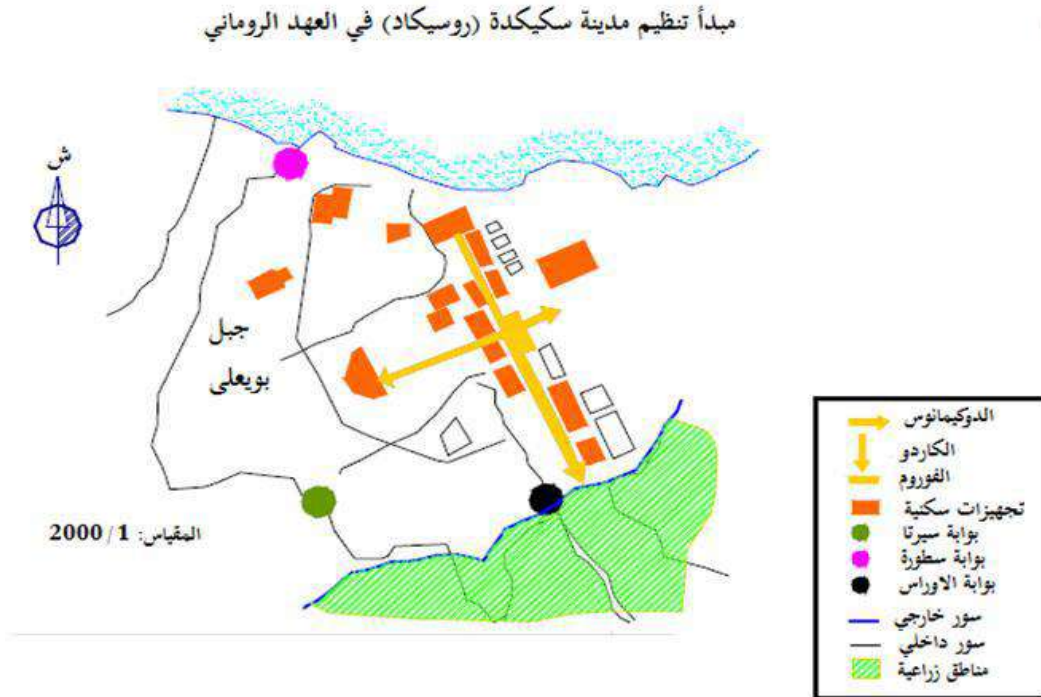 مبدأ تنظيم مدينة سكيكدة (روسيكاد) في العهد الروماني
ش
جبل
بويعلى
المقياس: 1/ 2000
الدوكيمانوس
الكاردو
الفوروم
تجهيزات سكنية
بوابة سيرتا
بوابة سطورة
بوابة الاوراس
سور خارجي
سور داخلي
مناطق زراعية